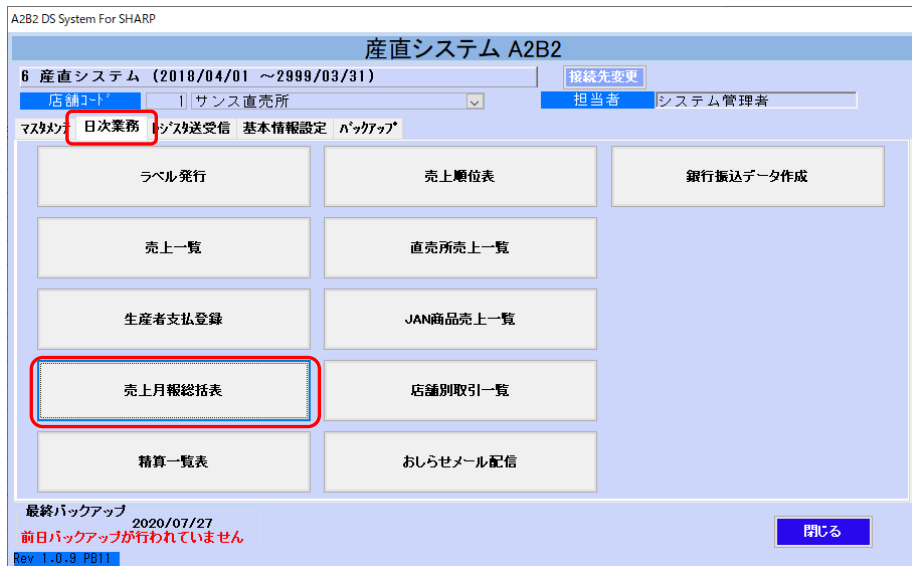 A2B2 DS System For SHARP
産直システム A2B2
6 産直システム (2018/04/01 ～2999/03/31) 接続先変更
店舗ｺｰﾄﾞ 1 サンス直売所 担当者 システム管理者
ﾏｽﾀﾒﾝﾃ 日次業務 ﾚｼﾞｽﾀ送受信 基本情報設定 ﾊﾞｯｸｱｯﾌﾟ
ラベル発行 売上順位表 銀行振込データ作成
売上一覧 直売所売上一覧
生産者支払登録 JAN商品売上一覧
売上月報総括表 店舗別取引一覧
精算一覧表 おしらせメール配信
最終バックアップ
2020/07/27
前日バックアップが行われていません 閉じる
Rev 1.0.9 PB11